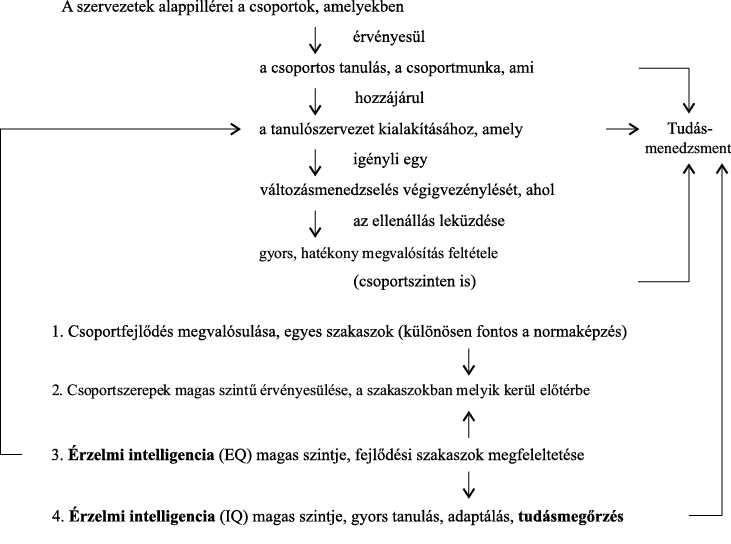 A szervezetek alappillérei a csoportok, amelyekben
érvényesül
a csoportos tanulás, a csoportmunka, ami
hozzájárul
a tanulószervezet kialakításához, amely
Tudás-
menedzsment
igényli egy
változásmenedzselés végigvezénylését, ahol
az ellenállás leküzdése
gyors, hatékony megvalósítás feltétele
(csoportszinten is)
1. Csoportfejlődés megvalósulása, egyes szakaszok (különösen fontos a normaképzés)
2. Csoportszerepek magas szintű érvényesülése, a szakaszokban melyik kerül előtérbe
3. Érzelmi intelligencia (EQ) magas szintje, fejlődési szakaszok megfeleltetése
4. Érzelmi intelligencia (IQ) magas szintje, gyors tanulás, adaptálás, tudásmegőrzés